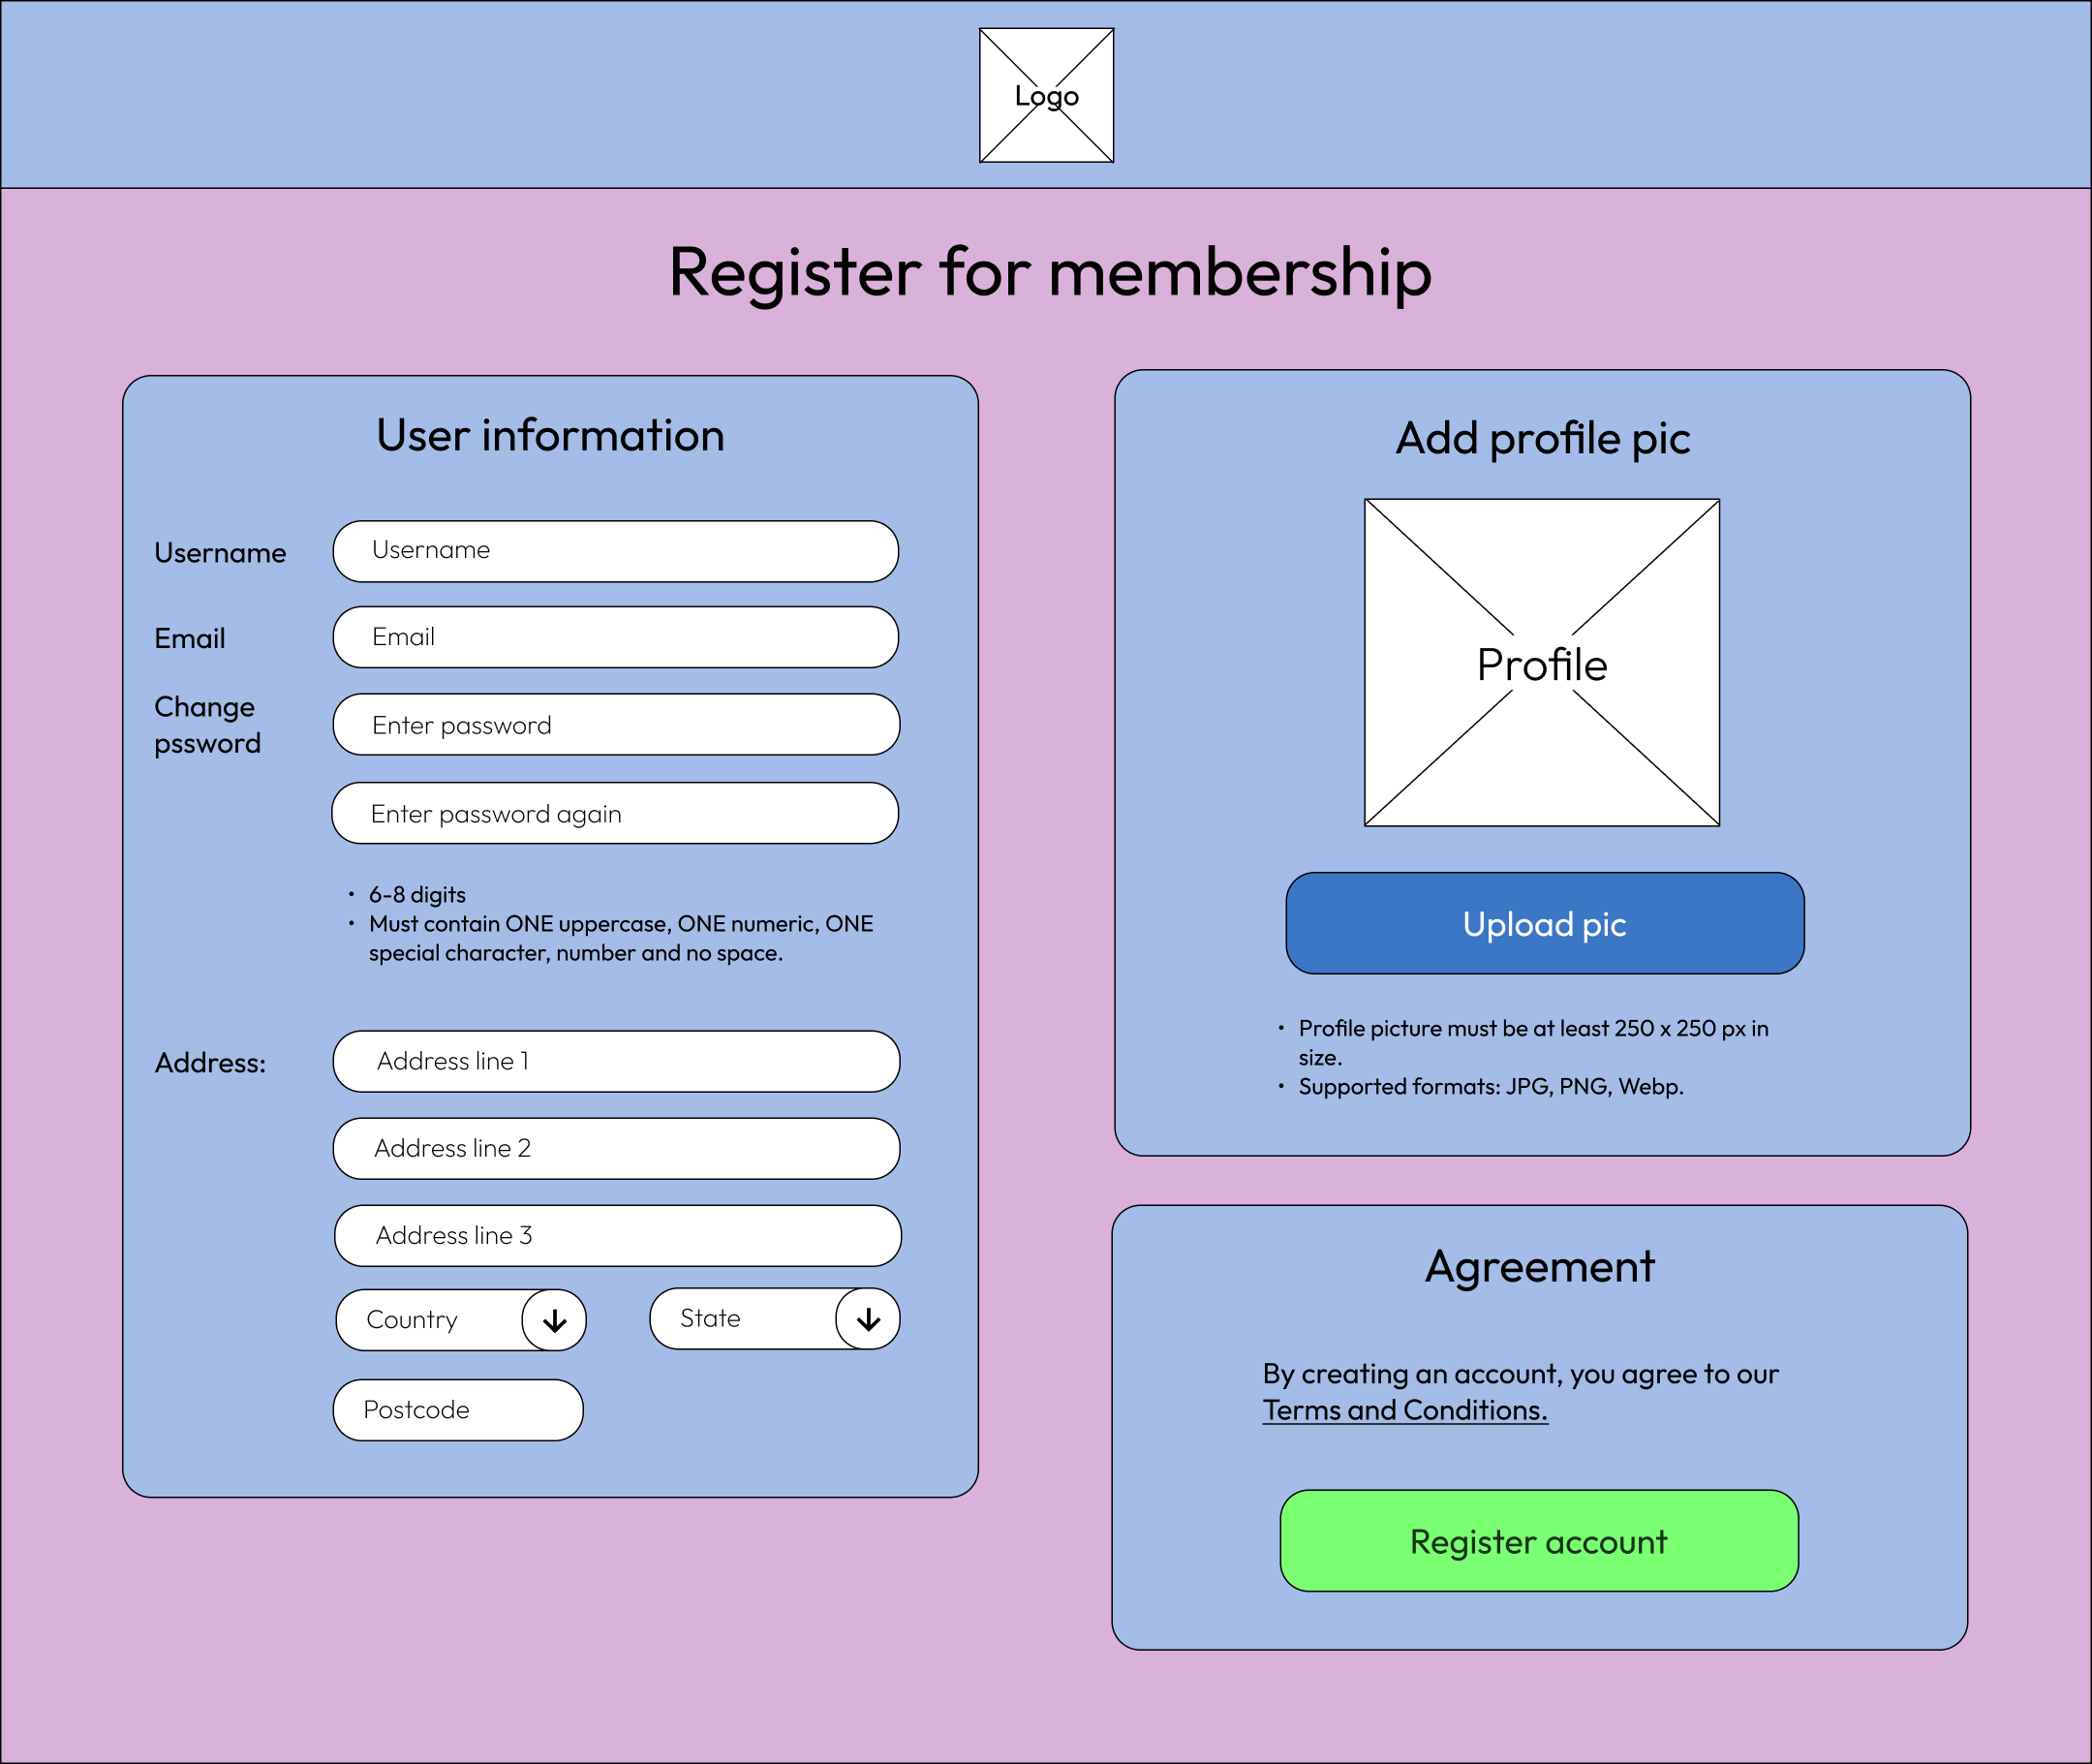 Logo
Register for membership
User information
Username
Username
Email
Email
Change
pssword
Enter password
Enter password again
• 6-8 digits
• Must contain ONE uppercase, ONE numeric, ONE
special character, number and no space.
Address:
Address line 1
Address line 2
Address line 3
Country
State
Postcode
Add profile pic
Profile
Upload pic
• Profile picture must be at least 250 x 250 px in
size.
• Supported formats: JPG, PNG, Webp.
Agreement
By creating an account, you agree to our
Terms and Conditions.
Register account